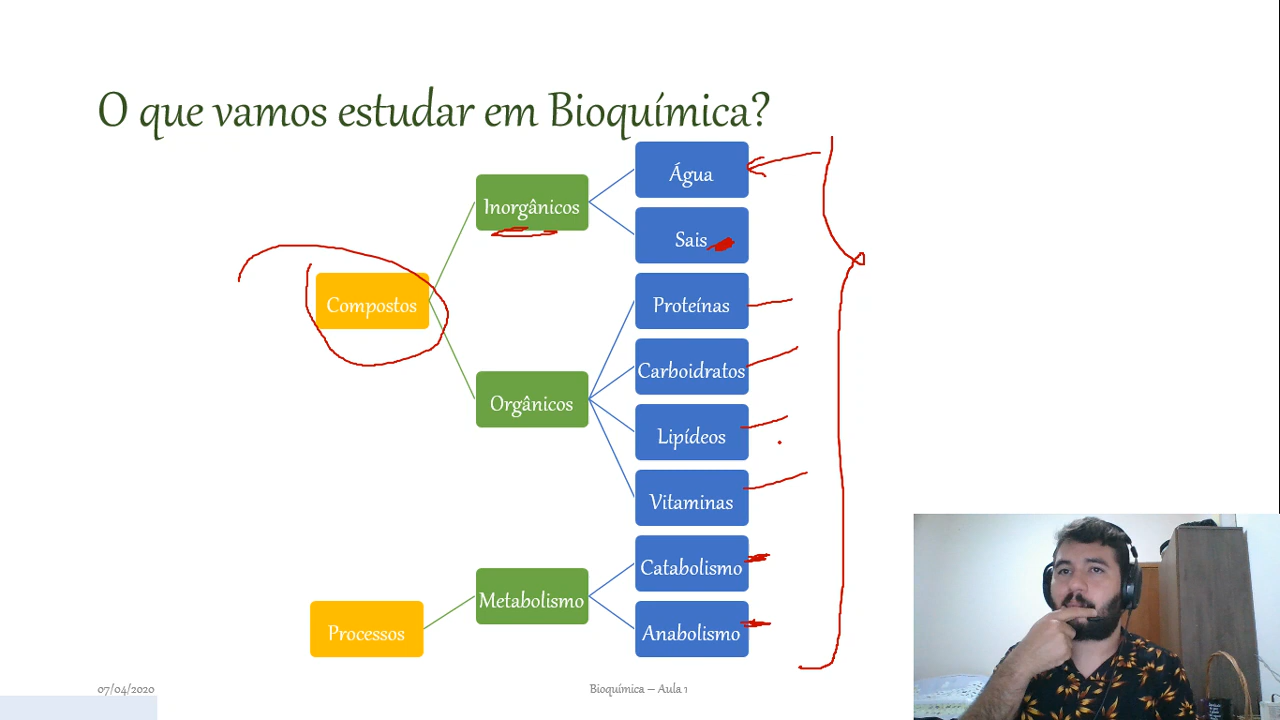 O que vamos estudar em Bioquímica?
Compostos
Inorgânicos
Água
Sais
Orgânicos
Proteínas
Carboidratos
Lipídeos
Vitaminas
Processos
Metabolismo
Catabolismo
Anabolismo
07/04/2020
Bioquímica – Aula 1